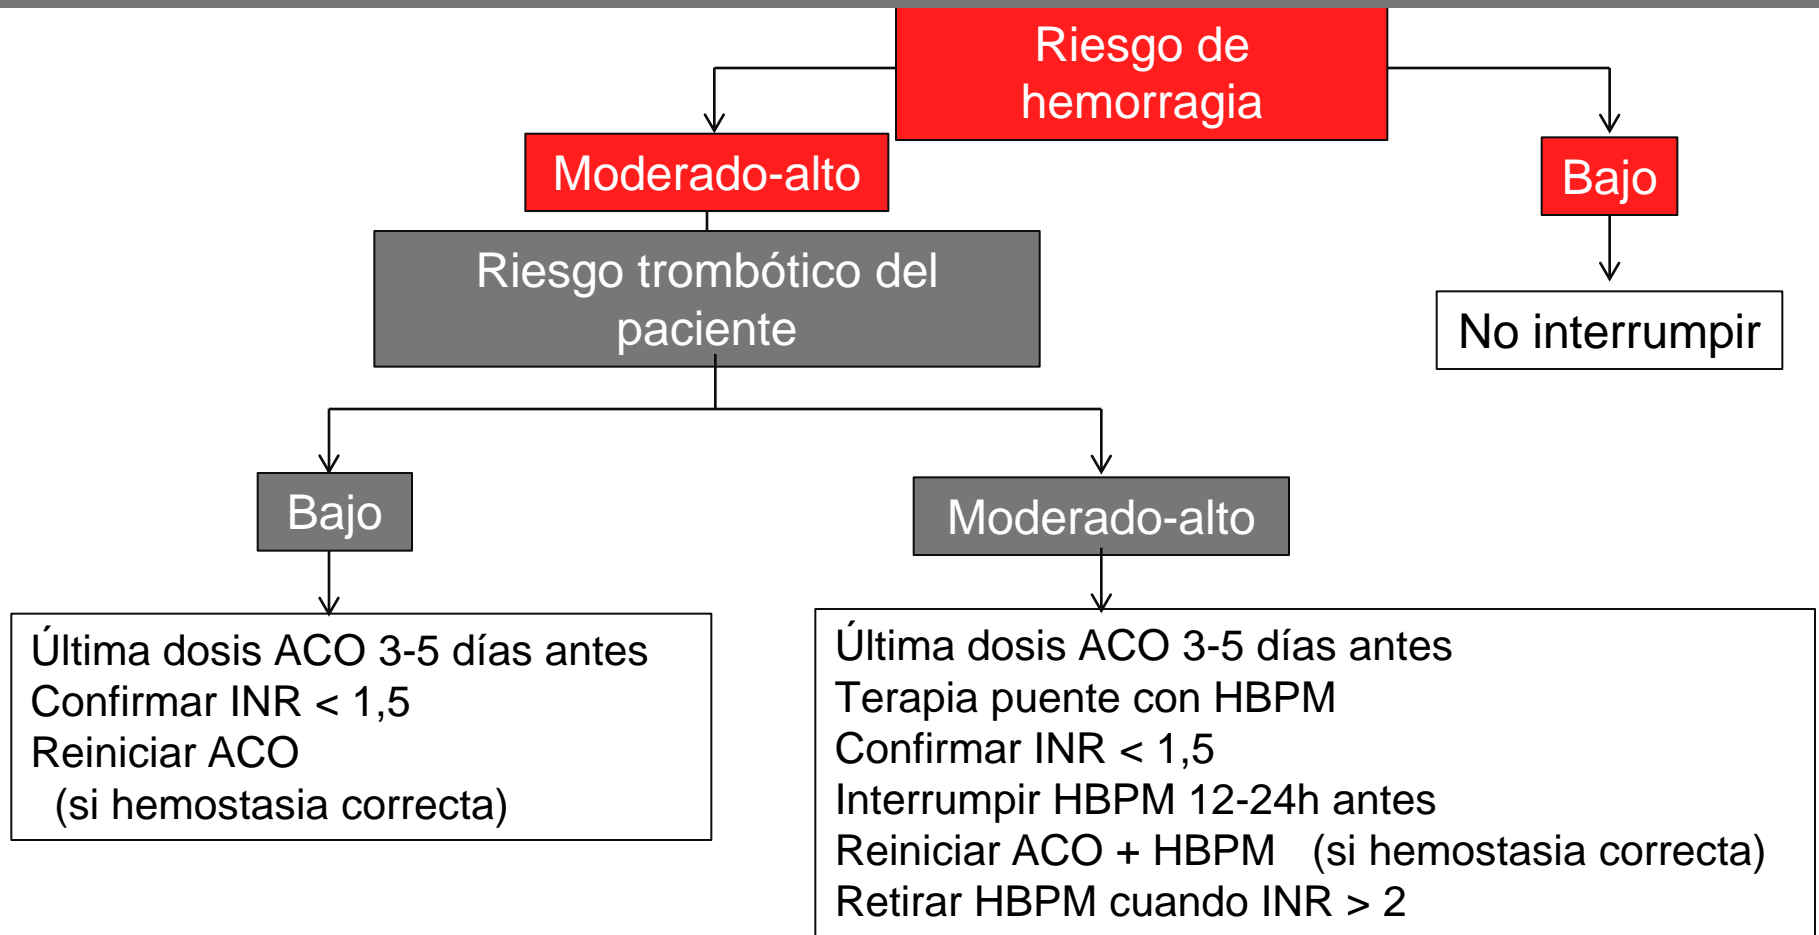 Riesgo de
hemorragia
Moderado-alto
Bajo
Riesgo trombótico del
paciente
No interrumpir
Bajo
Moderado-alto
Última dosis ACO 3-5 días antes
Confirmar INR < 1,5
Reiniciar ACO
(si hemostasia correcta)
Última dosis ACO 3-5 días antes
Terapia puente con HBPM
Confirmar INR < 1,5
Interrumpir HBPM 12-24h antes
Reiniciar ACO + HBPM (si hemostasia correcta)
Retirar HBPM cuando INR > 2